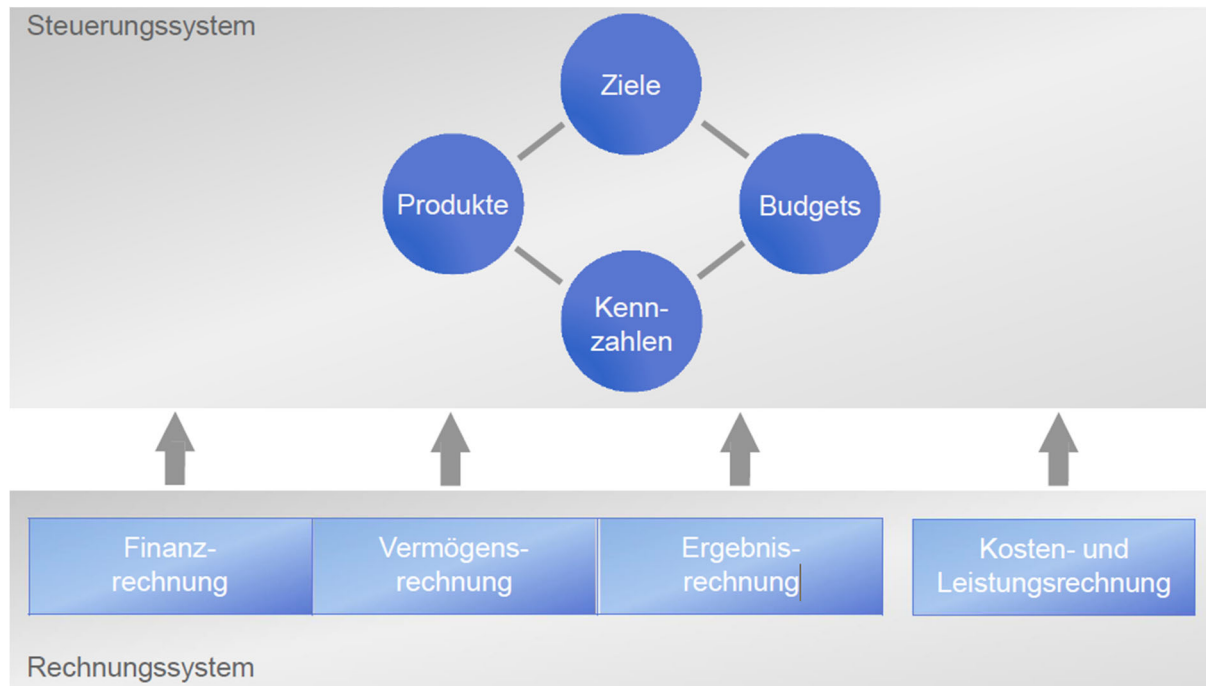 Steuerungssystem
Ziele
Produkte
Budgets
Kenn-
zahlen
Finanz-
rechnung
Vermögens-
rechnung
Ergebnis-
rechnung
Kosten- und
Leistungsrechnung
Rechnungssystem